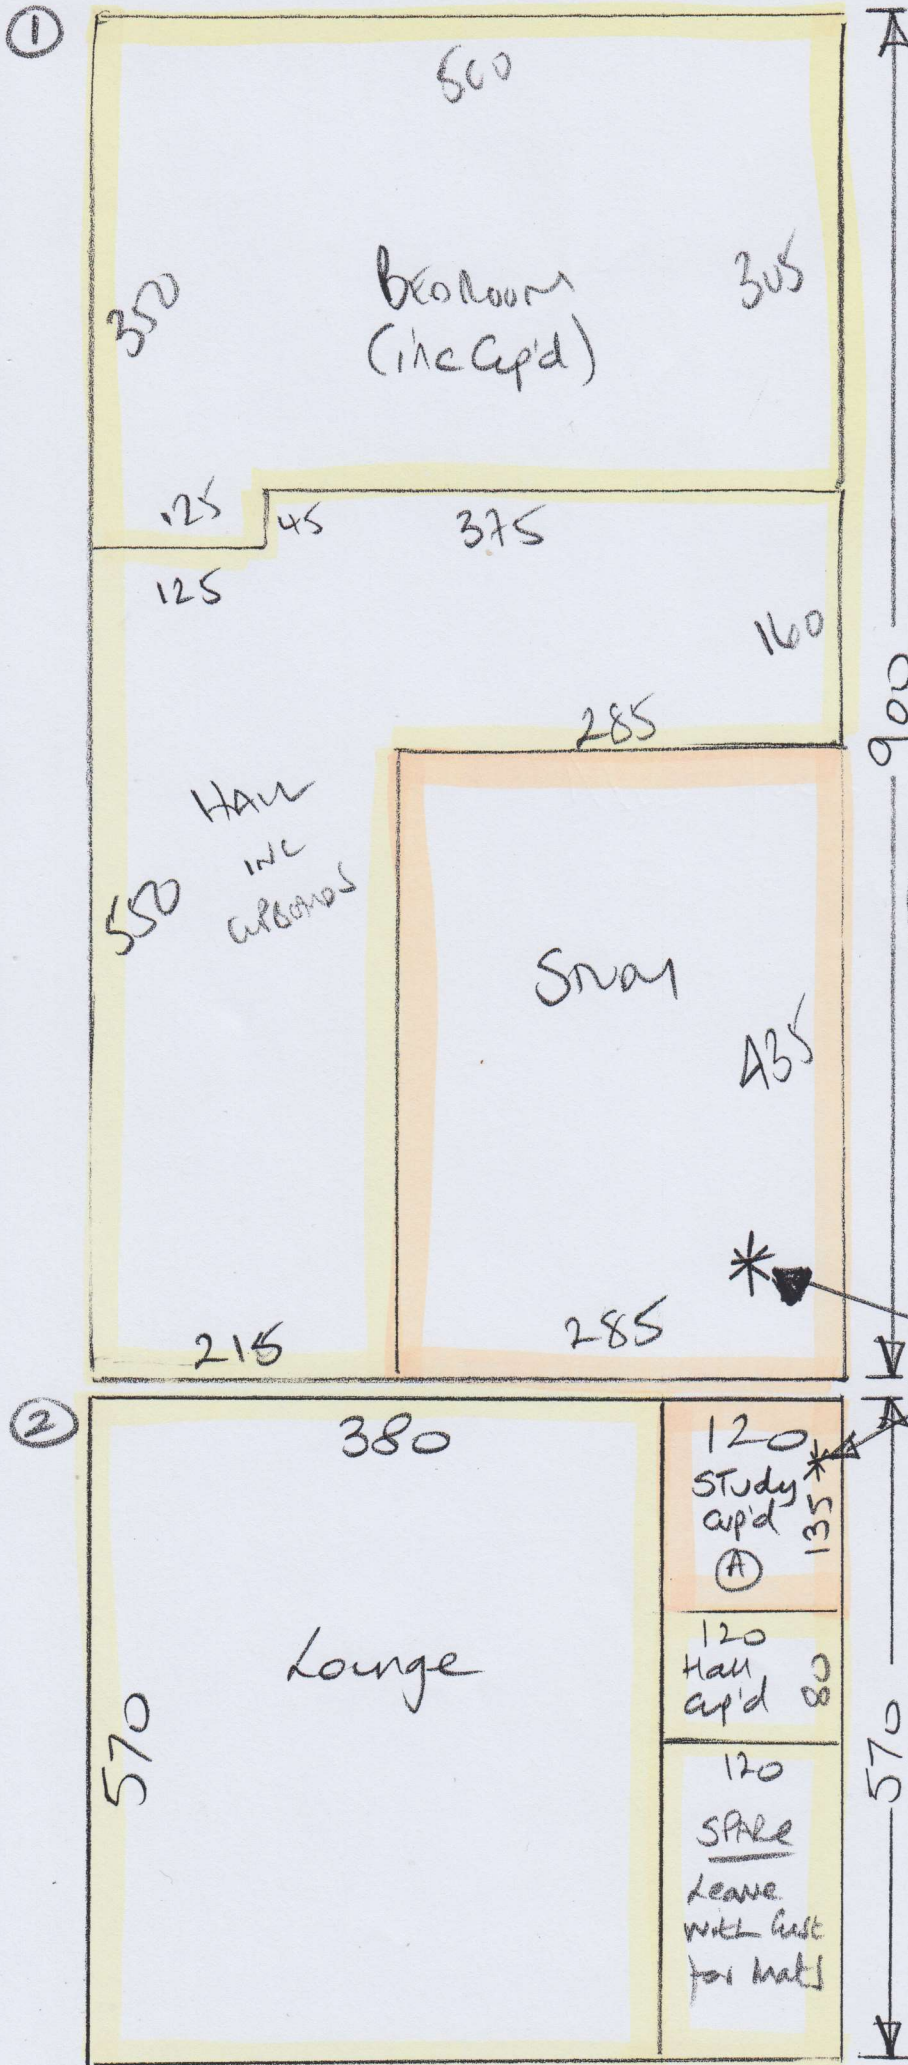 1
500
BEDROOM
(inc Cup'd)
350
305
125
45
375
125
160
285
900
HALL
INC
CUPBOARDS
550
STUDY
435
*
215
285
2
380
120
Study
cup'd
*
135
A
Lounge
120
Hall
cup'd
80
570
120
SPARE
Leave
with Cust
for Mats
570